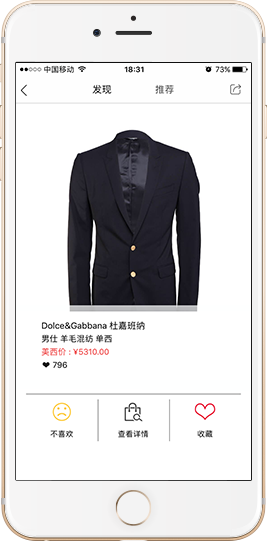 中国移动 18:31 73%
发现 推荐
Dolce&Gabbana 杜嘉班纳
男仕 羊毛混纺 单西
美西价 : ¥5310.00
❤ 796
不喜欢 查看详情 收藏